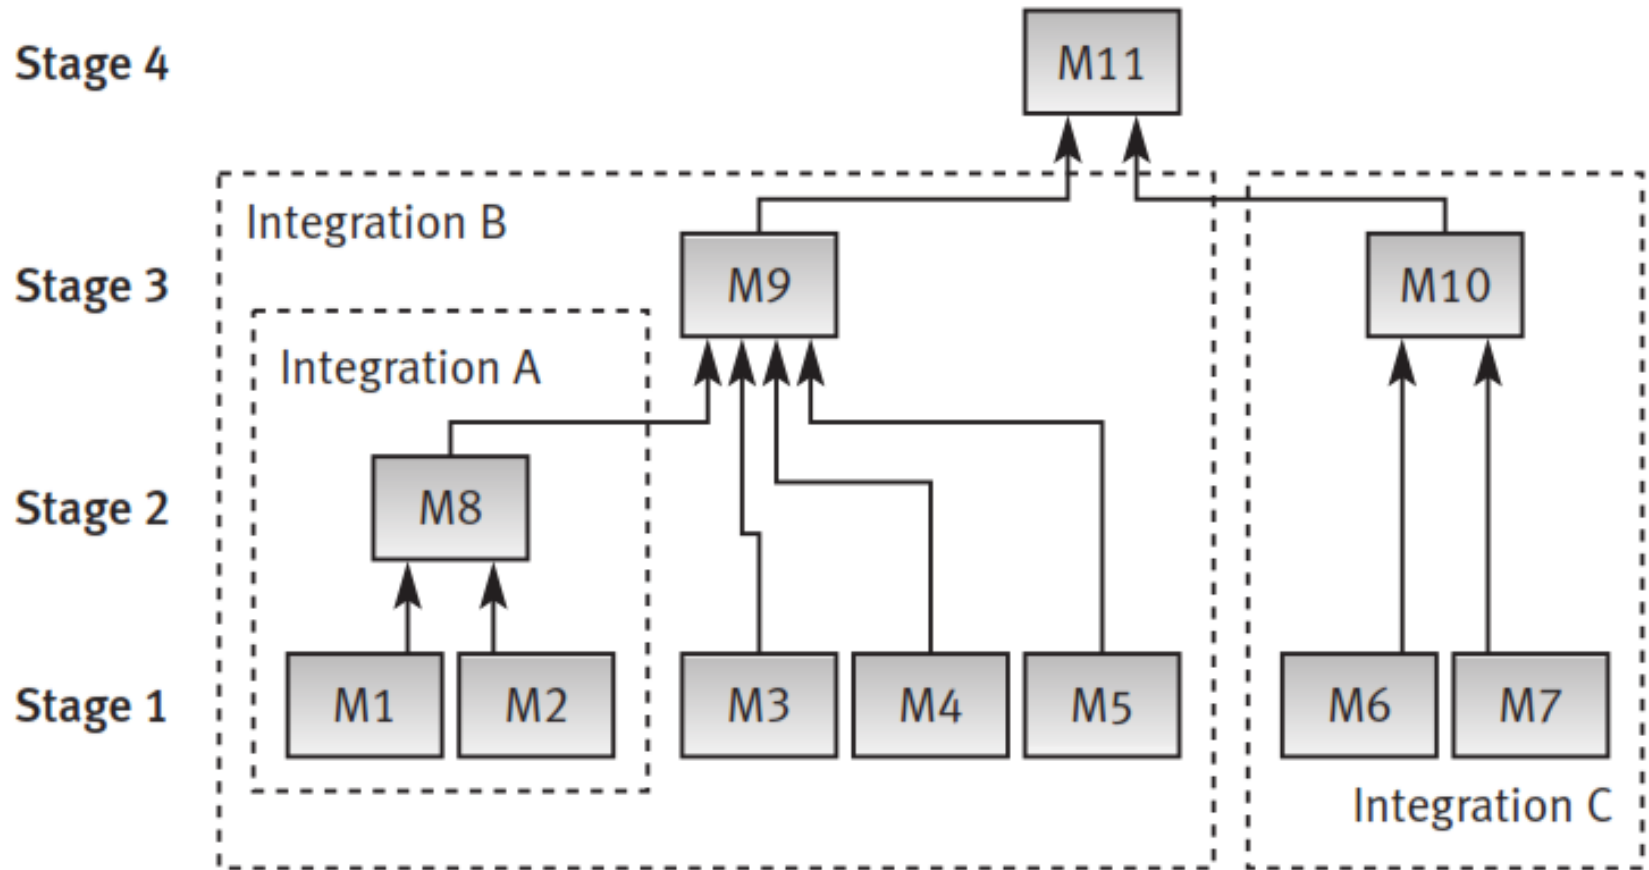 Stage 4
M11
Integration B
Stage 3
M9
M10
Integration A
Stage 2
M8
Stage 1
M1
M2
M3
M4
M5
M6
M7
Integration C